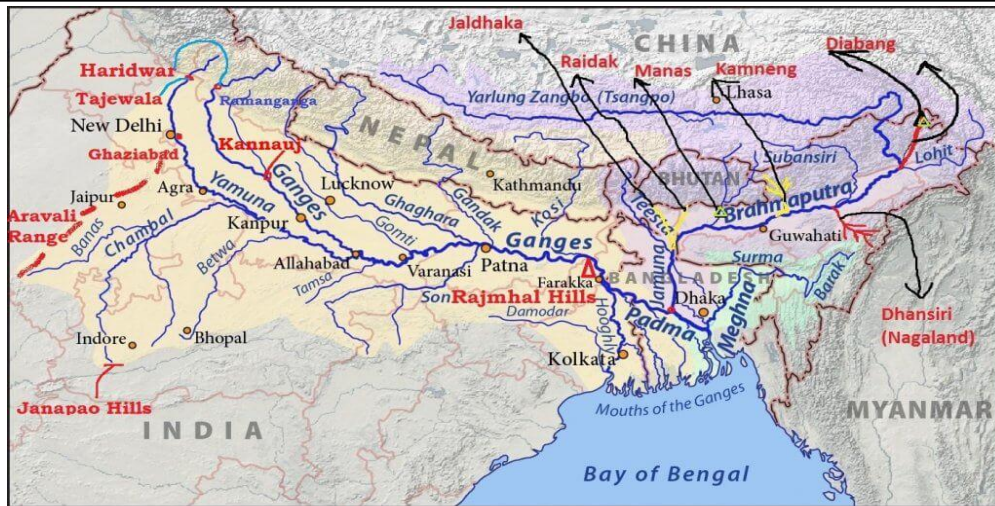 Jaldhaka
CHINA
Diabang
Raidak
Manas
Kamneng
Haridwar
Lhasa
Tajewala
Ramanganga
Yarlung Zangbo (Tsangpo)
New Delhi
NEPAL
Kannauj
Ghaziabad
Subansiri
Lohit
Lucknow
Kathmandu
BHUTAN
Jaipur
Agra
Yamuna
Ganges
Ghaghara
Gandak
Kosi
Teesta
Brahmaputra
Aravali
Range
Banas
Chambal
Kanpur
Gomti
Ganges
Guwahati
Betwa
Allahabad
Varanasi
Patna
Surma
Tamsa
Farakka
BANGLADESH
Barak
Son
Rajmhal Hills
Jamuna
Dhaka
Damodar
Hooghly
Padma
Meghna
Dhansiri
(Nagaland)
Indore
Bhopal
Kolkata
Janapao Hills
Mouths of the Ganges
INDIA
MYANMAR
Bay of Bengal